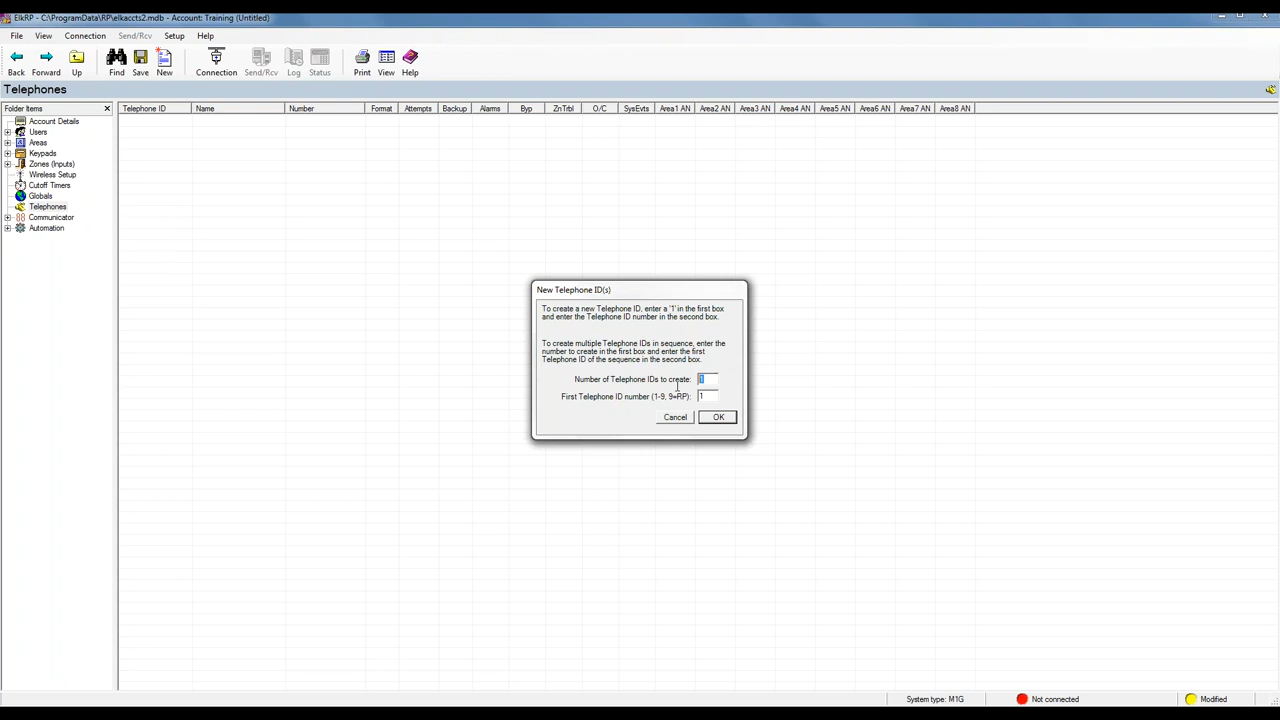 ElkRP - C:\ProgramData\RP\elkaccts2.mdb - Account: Training (Untitled)
File View Connection Send/Rcv Setup Help
Back Forward Up Find Save New Connection Send/Rcv Log Status Print View Help
Telephones
Folder Items
Telephone ID Name Number Format Attempts Backup Alarms Byp ZnTrbl O/C SysEvts Area1 AN Area2 AN Area3 AN Area4 AN Area5 AN Area6 AN Area7 AN Area8 AN
Account Details
Users
Areas
Keypads
Zones (Inputs)
Wireless Setup
Cutoff Timers
Globals
Telephones
Communicator
Automation
New Telephone ID(s)
To create a new Telephone ID, enter a '1' in the first box
and enter the Telephone ID number in the second box.
To create multiple Telephone IDs in sequence, enter the
number to create in the first box and enter the first
Telephone ID of the sequence in the second box.
Number of Telephone IDs to create: 1
First Telephone ID number (1-9, 9=RP): 1
Cancel OK
System type: M1G Not connected Modified